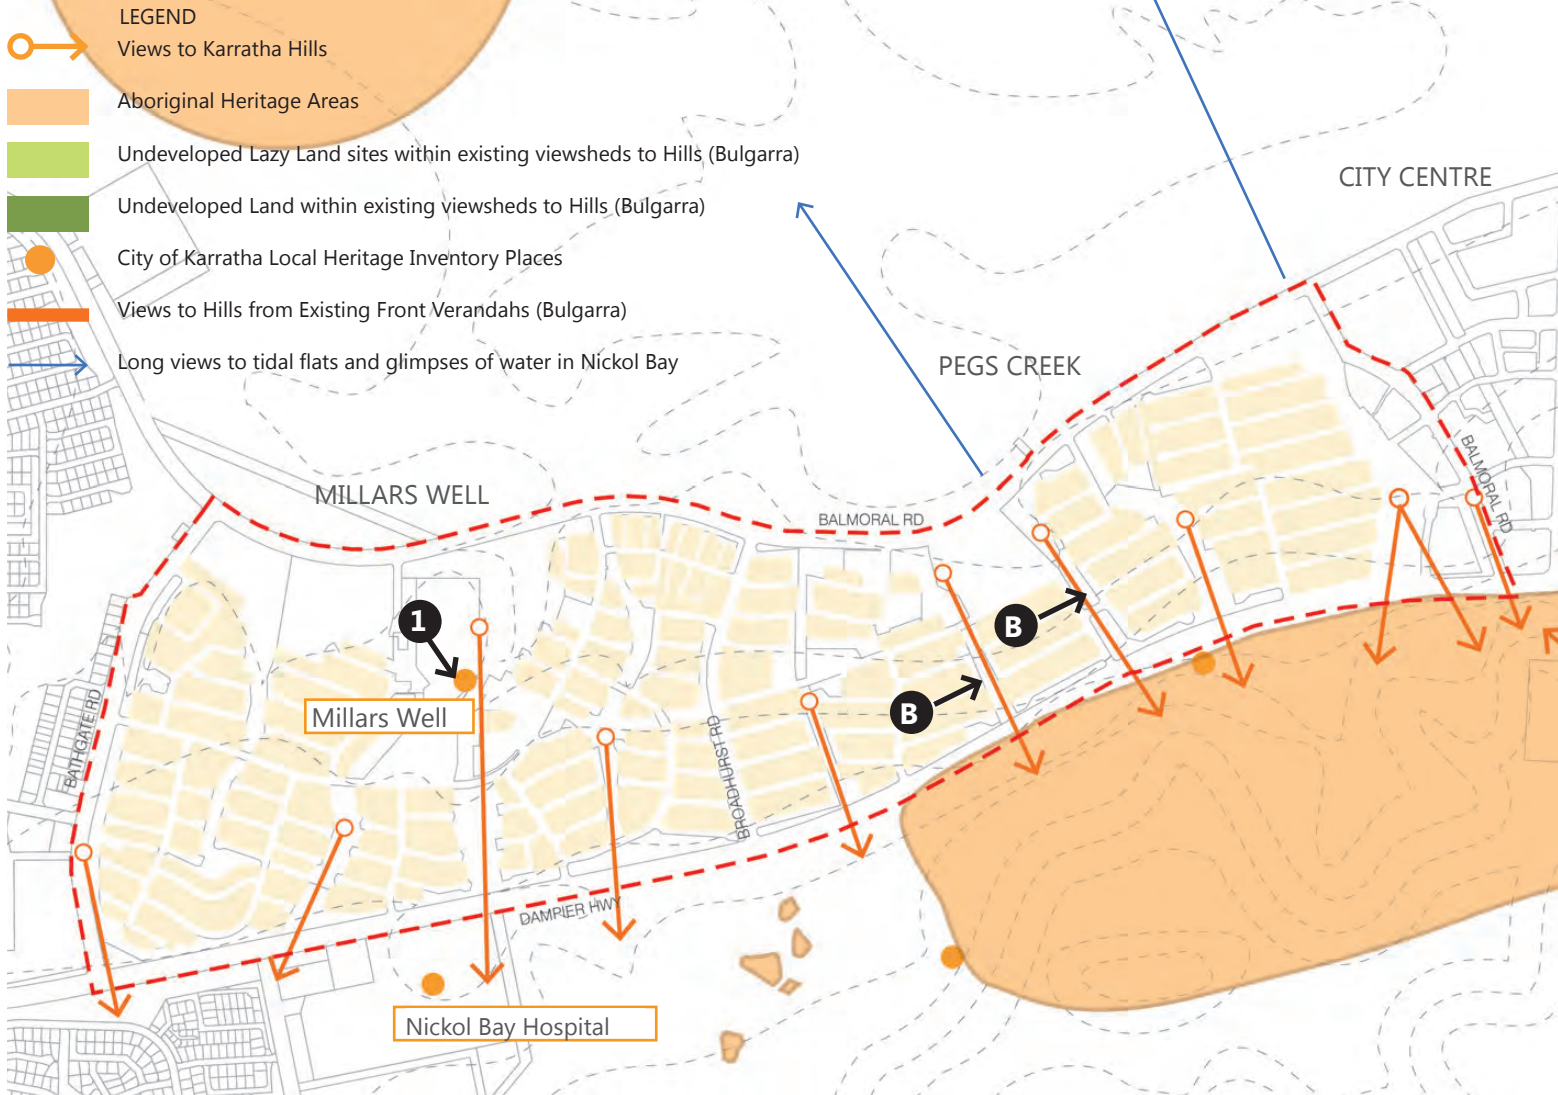 LEGEND
Views to Karratha Hills
Aboriginal Heritage Areas
Undeveloped Lazy Land sites within existing viewsheds to Hills (Bulgarra)
Undeveloped Land within existing viewsheds to Hills (Bulgarra)
City of Karratha Local Heritage Inventory Places
Views to Hills from Existing Front Verandahs (Bulgarra)
Long views to tidal flats and glimpses of water in Nickol Bay
CITY CENTRE
PEGS CREEK
MILLARS WELL
BALMORAL RD
BALMORAL RD
1
B
B
Millars Well
BATHGATE RD
BROADHURST RD
DAMPIER HWY
Nickol Bay Hospital